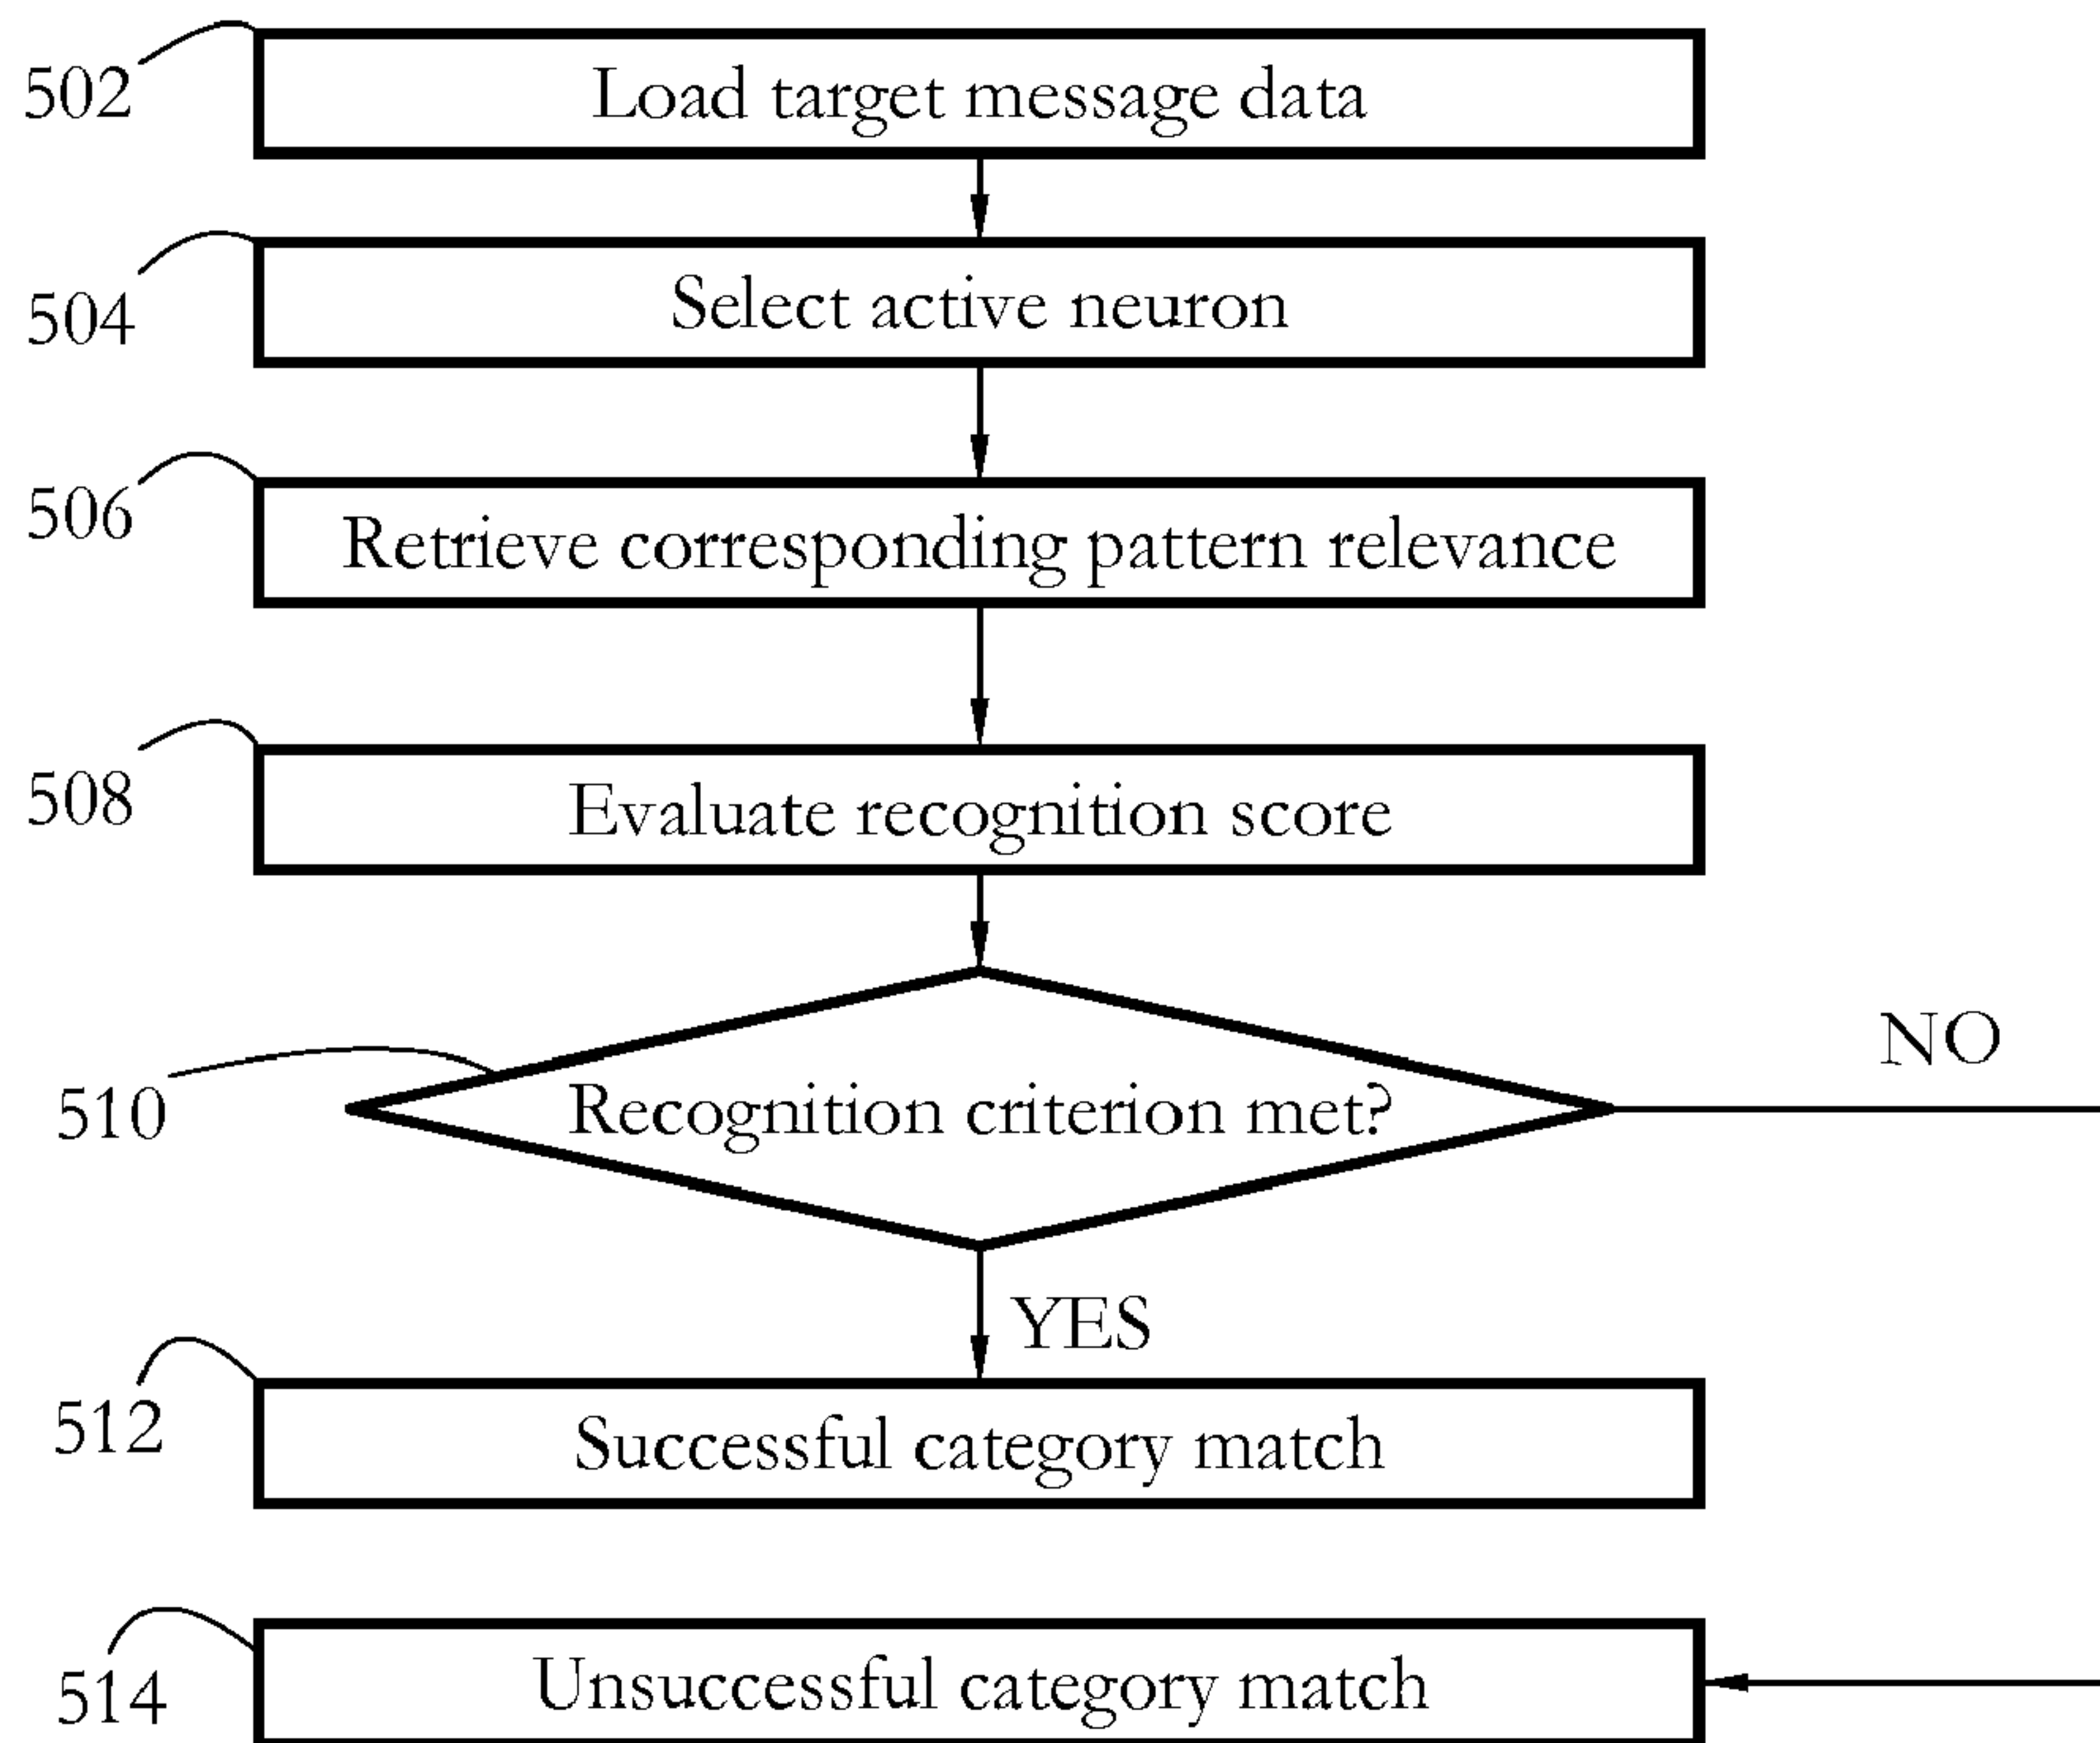 502
Load target message data
504
Select active neuron
506
Retrieve corresponding pattern relevance
508
Evaluate recognition score
510
Recognition criterion met?
NO
YES
512
Successful category match
514
Unsuccessful category match